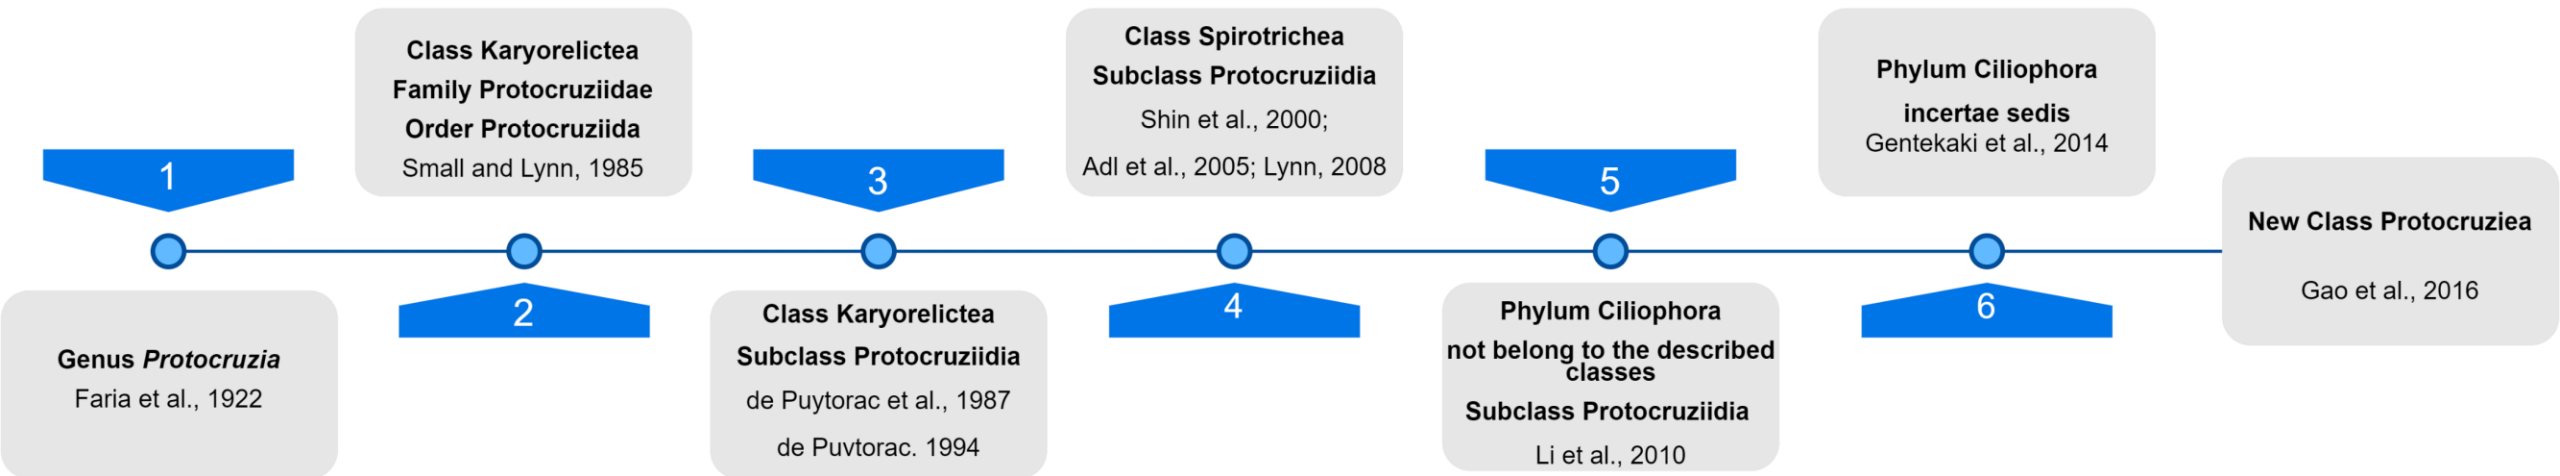 1
Genus Protocruzia
Faria et al., 1922
Class Karyorelictea
Family Protocruziidae
Order Protocruziida
Small and Lynn, 1985
2
3
Class Karyorelictea
Subclass Protocruziidia
de Puytorac et al., 1987
de Puvtorac. 1994
Class Spirotrichea
Subclass Protocruziidia
Shin et al., 2000;
Adl et al., 2005; Lynn, 2008
4
5
Phylum Ciliophora
not belong to the described
classes
Subclass Protocruziidia
Li et al., 2010
Phylum Ciliophora
incertae sedis
Gentekaki et al., 2014
6
New Class Protocruziea
Gao et al., 2016